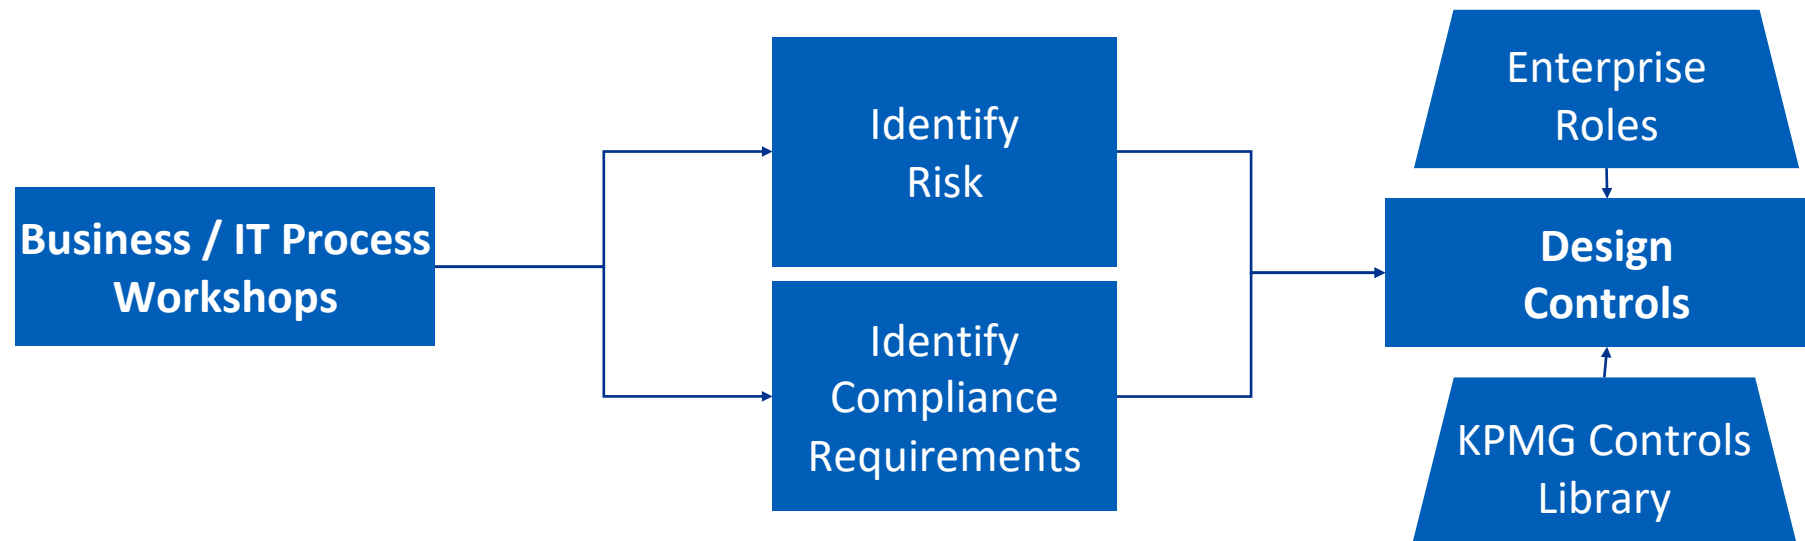 Business / IT Process
Workshops
Identify
Risk
Identify
Compliance
Requirements
Enterprise
Roles
Design
Controls
KPMG Controls
Library